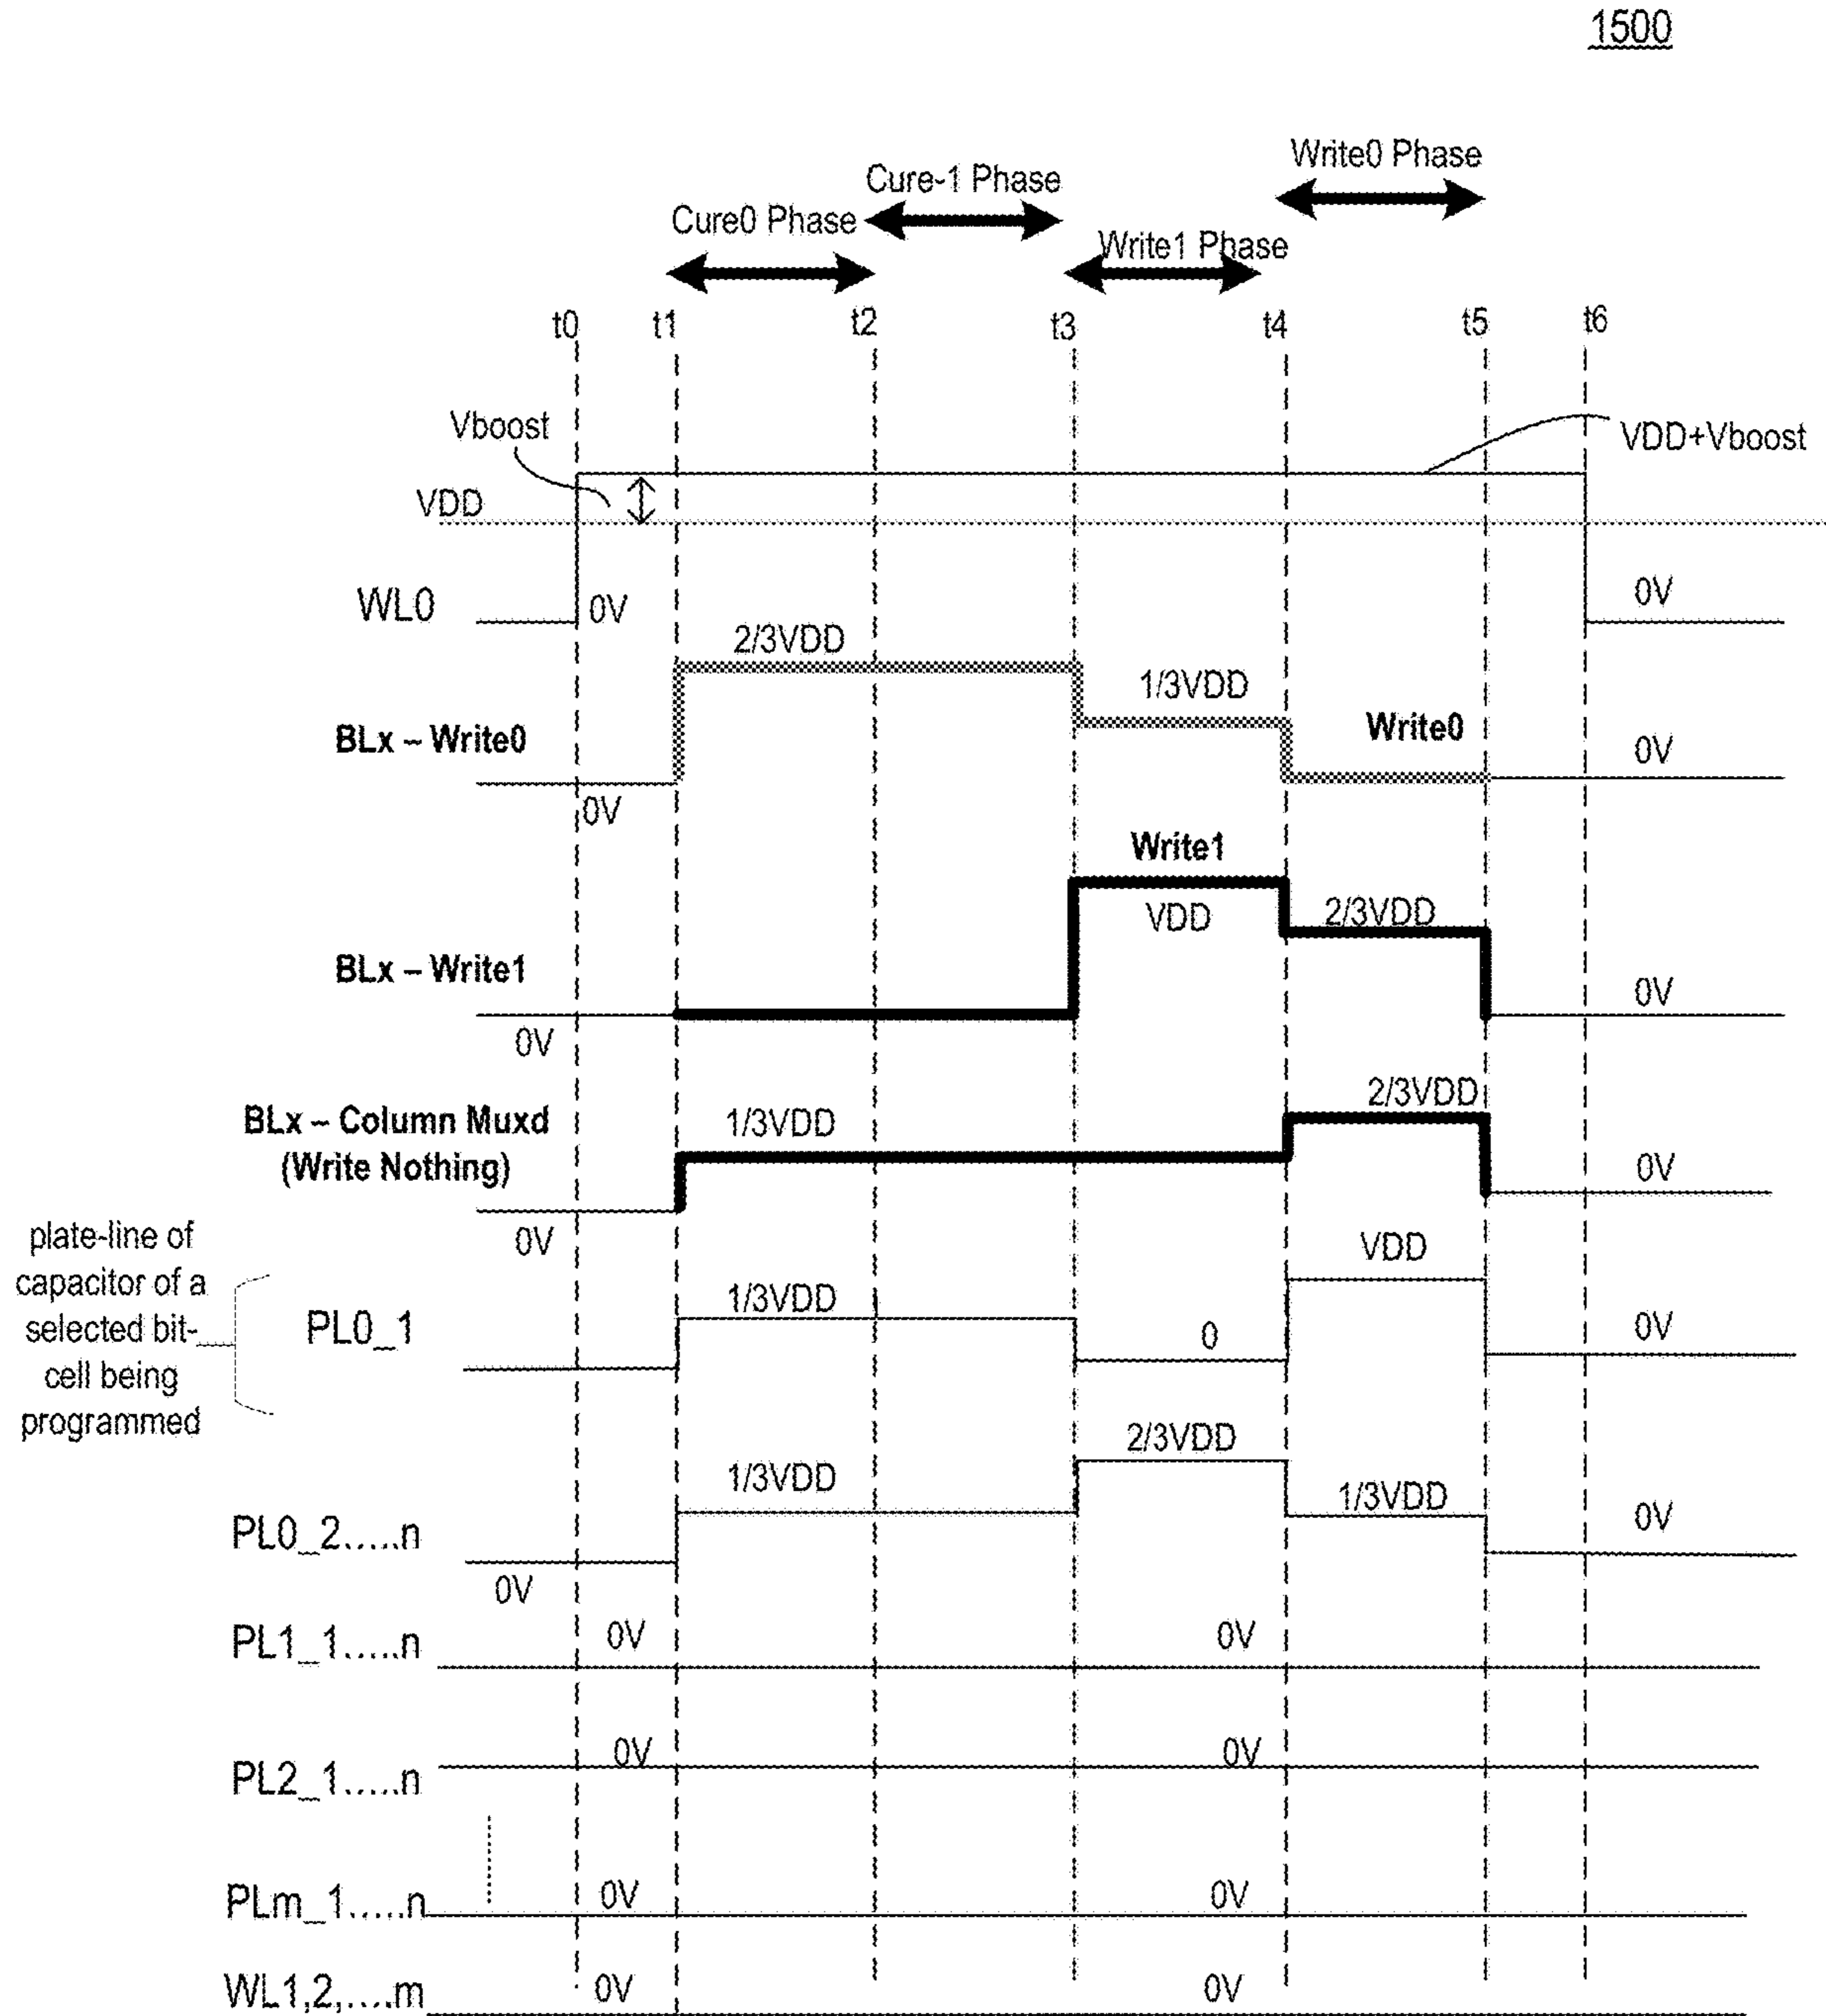 1500
Write0 Phase
Cure-1 Phase
Cure0 Phase
Write1 Phase
t0 t1 t2 t3 t4 t5 t6
Vboost
VDD+Vboost
VDD
WL0
0V
0V
2/3VDD
1/3VDD
BLx – Write0
Write0
0V
0V
Write1
VDD
2/3VDD
BLx – Write1
0V
0V
BLx – Column Muxd
(Write Nothing)
1/3VDD
2/3VDD
0V
0V
plate-line of
capacitor of a
selected bit-
cell being
programmed
PL0_1
1/3VDD
0
VDD
0V
PL0_2.....n
1/3VDD
2/3VDD
1/3VDD
0V
0V
PL1_1.....n
0V
0V
PL2_1.....n
0V
0V
PLm_1.....n
0V
0V
WL1,2,....m
0V
0V